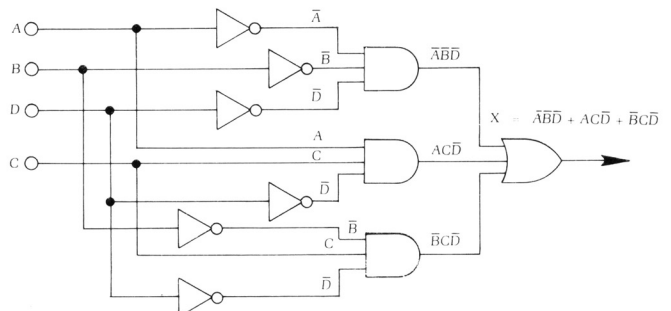 A
B
D
C
A̅
B̅
D̅
A̅B̅D̅
A
C
D̅
ACD̅
B̅
C
D̅
B̅CD̅
X = A̅B̅D̅ + ACD̅ + B̅CD̅